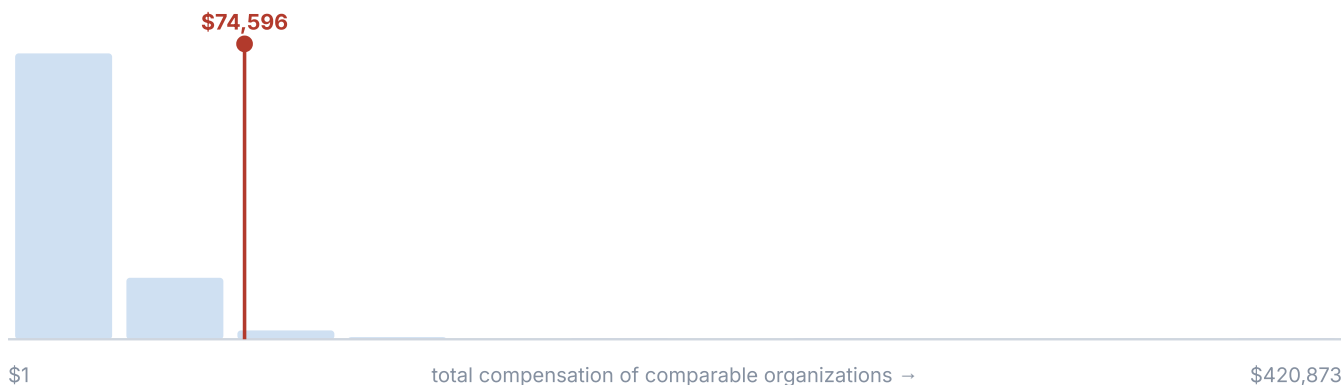 $74,596
$1 total compensation of comparable organizations → $420,873